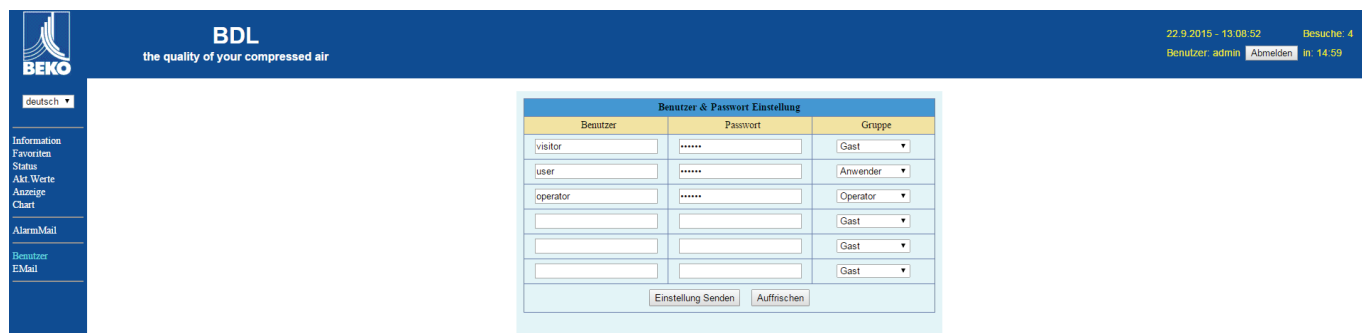 BEKO
BDL
the quality of your compressed air
22.9.2015 - 13:08:52 Besuche: 4
Benutzer: admin Abmelden in: 14:59
deutsch
Information
Favoriten
Status
Akt.Werte
Anzeige
Chart
AlarmMail
Benutzer
EMail
Benutzer & Passwort Einstellung
Benutzer Passwort Gruppe
visitor •••••• Gast
user •••••• Anwender
operator •••••• Operator
Gast
Gast
Gast
Einstellung Senden Auffrischen